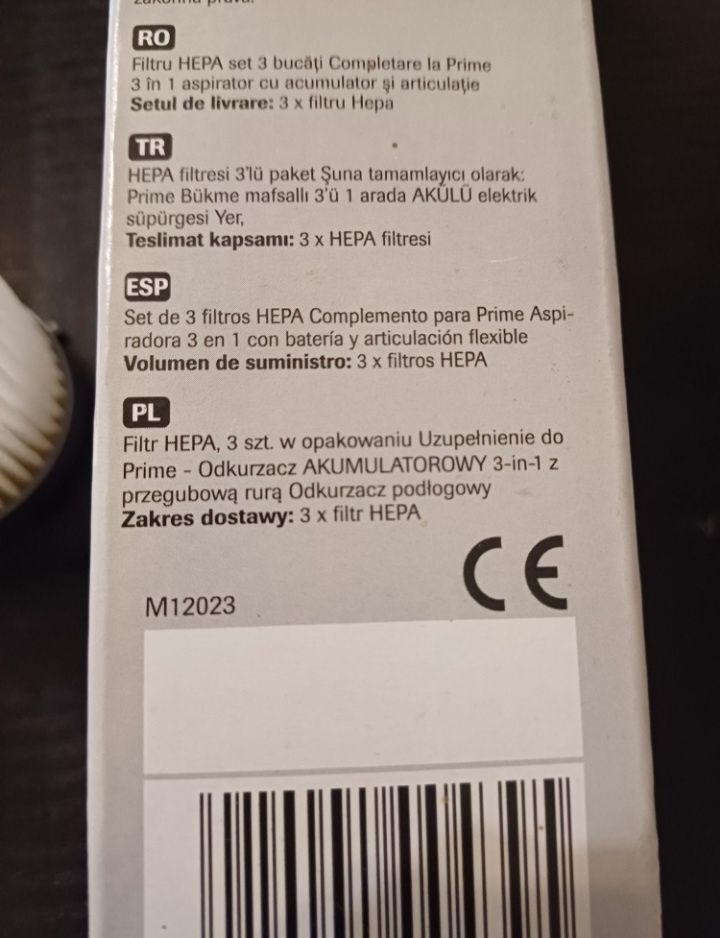 zakonna prava.
RO
Filtru HEPA set 3 bucăți Completare la Prime
3 în 1 aspirator cu acumulator și articulație
Setul de livrare: 3 x filtru Hepa
TR
HEPA filtresi 3'lü paket Şuna tamamlayıcı olarak:
Prime Bükme mafsallı 3'ü 1 arada AKÜLÜ elektrik
süpürgesi Yer,
Teslimat kapsamı: 3 x HEPA filtresi
ESP
Set de 3 filtros HEPA Complemento para Prime Aspi-
radora 3 en 1 con batería y articulación flexible
Volumen de suministro: 3 x filtros HEPA
PL
Filtr HEPA, 3 szt. w opakowaniu Uzupełnienie do
Prime - Odkurzacz AKUMULATOROWY 3-in-1 z
przegubową rurą Odkurzacz podłogowy
Zakres dostawy: 3 x filtr HEPA
CE
M12023